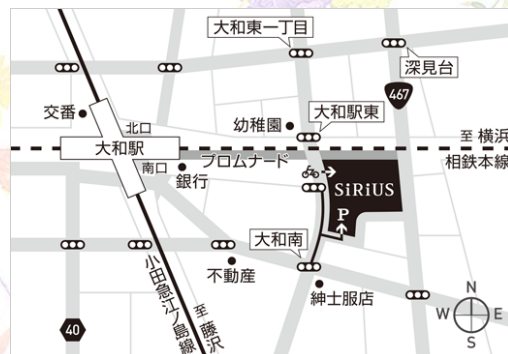 大和東一丁目
深見台
467
交番
幼稚園
大和駅東
北口
至 横浜
大和駅
プロムナード
相鉄本線
南口
銀行
SiRiUS
P
大和南
不動産
小田急江ノ島線
至 藤沢
紳士服店
40
N
W
E
S